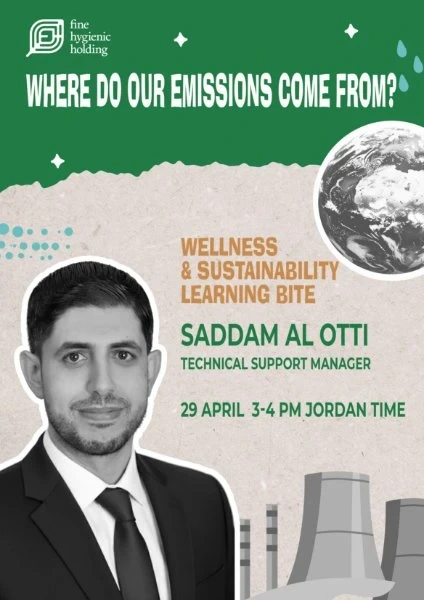 fine
hygienic
holding
WHERE DO OUR EMISSIONS COME FROM?
WELLNESS
& SUSTAINABILITY
LEARNING BITE
SADDAM AL OTTI
TECHNICAL SUPPORT MANAGER
29 APRIL 3-4 PM JORDAN TIME